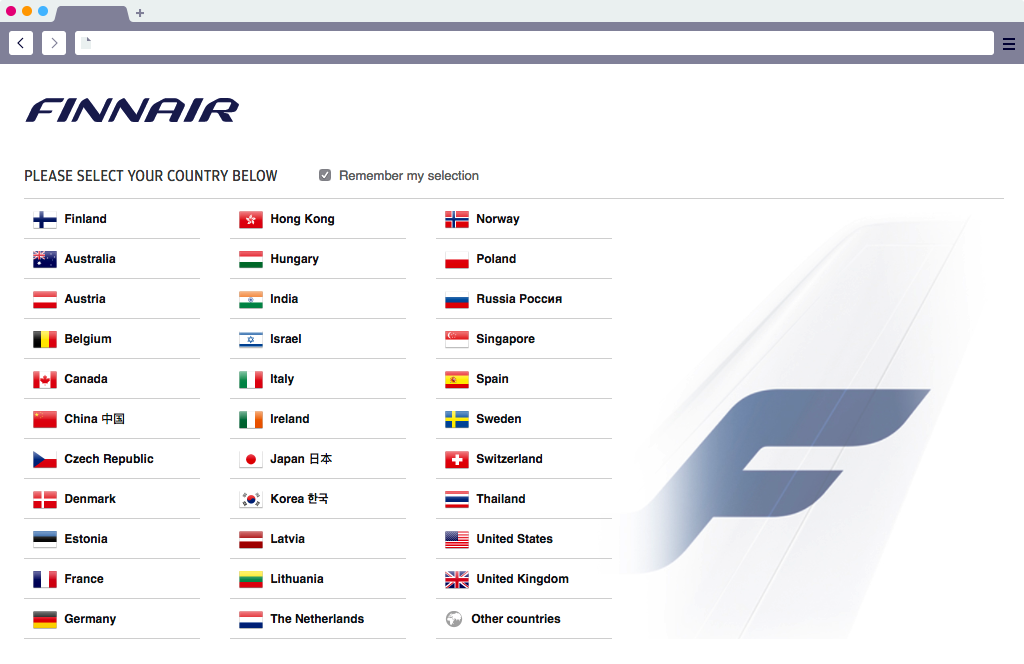 FINNAIR
PLEASE SELECT YOUR COUNTRY BELOW
Remember my selection
Finland
Australia
Austria
Belgium
Canada
China 中国
Czech Republic
Denmark
Estonia
France
Germany
Hong Kong
Hungary
India
Israel
Italy
Ireland
Japan 日本
Korea 한국
Latvia
Lithuania
The Netherlands
Norway
Poland
Russia Россия
Singapore
Spain
Sweden
Switzerland
Thailand
United States
United Kingdom
Other countries